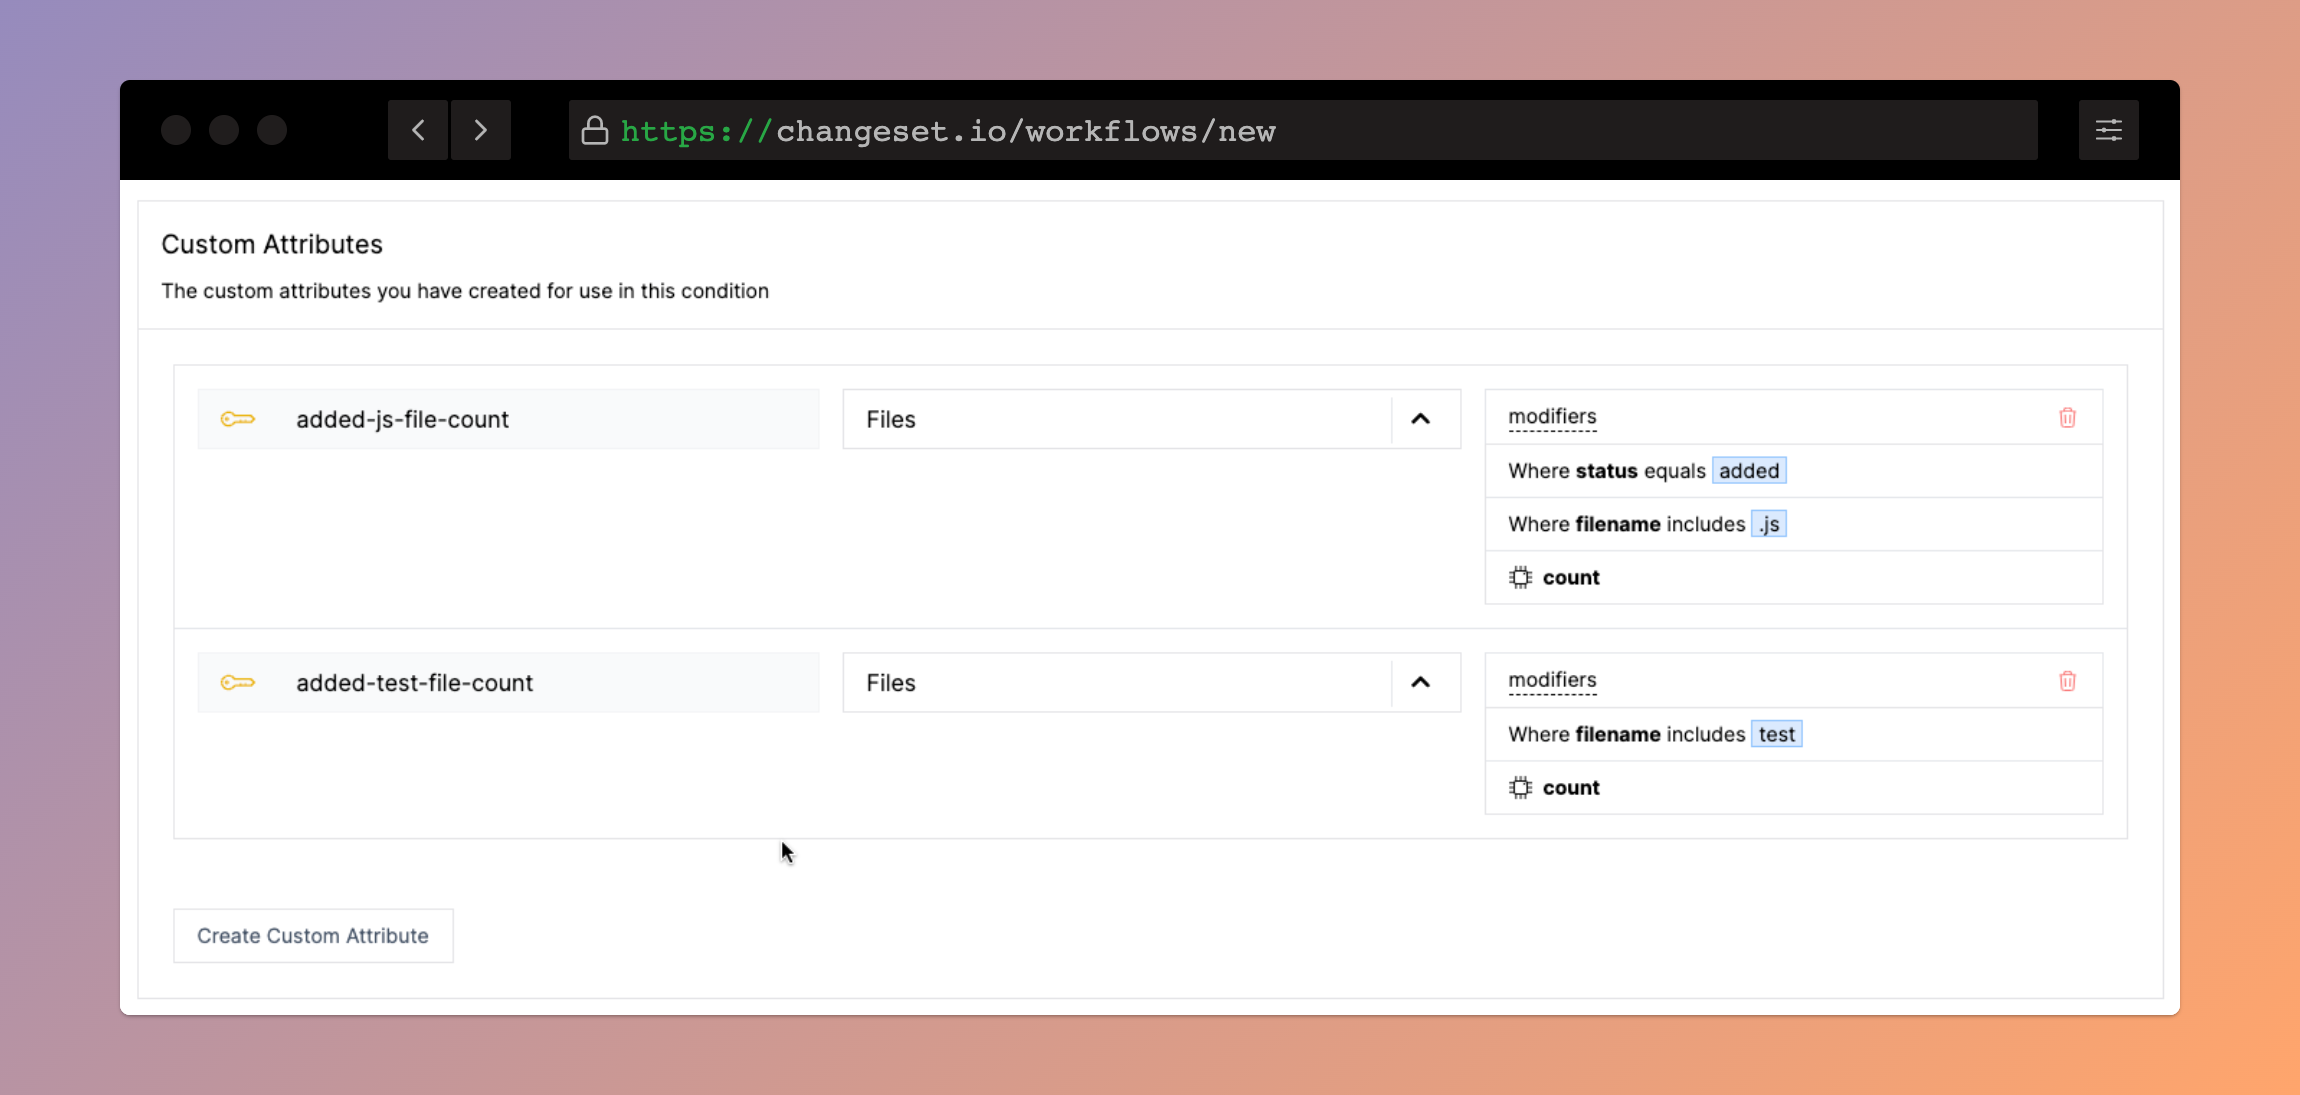 https://changeset.io/workflows/new
Custom Attributes
The custom attributes you have created for use in this condition
added-js-file-count
Files
modifiers
Where status equals added
Where filename includes .js
count
added-test-file-count
Files
modifiers
Where filename includes test
count
Create Custom Attribute